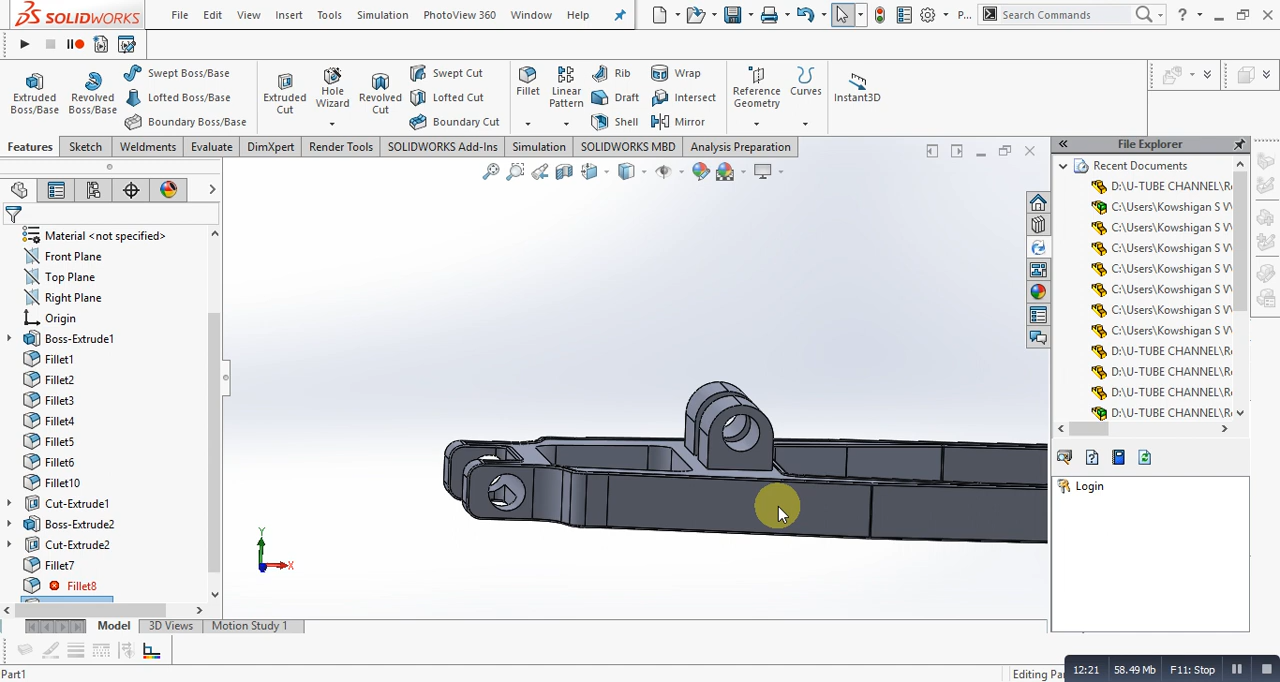 SOLIDWORKS File Edit View Insert Tools Simulation PhotoView 360 Window Help P... Search Commands ?
Extruded Boss/Base
Revolved Boss/Base
Swept Boss/Base
Lofted Boss/Base
Boundary Boss/Base
Extruded Cut
Hole Wizard
Revolved Cut
Swept Cut
Lofted Cut
Boundary Cut
Fillet
Linear Pattern
Rib
Draft
Shell
Wrap
Intersect
Mirror
Reference Geometry
Curves
Instant3D
Features Sketch Weldments Evaluate DimXpert Render Tools SOLIDWORKS Add-Ins Simulation SOLIDWORKS MBD Analysis Preparation
Material <not specified>
Front Plane
Top Plane
Right Plane
Origin
Boss-Extrude1
Fillet1
Fillet2
Fillet3
Fillet4
Fillet5
Fillet6
Fillet10
Cut-Extrude1
Boss-Extrude2
Cut-Extrude2
Fillet7
Fillet8
Y
X
File Explorer
Recent Documents
D:\U-TUBE CHANNEL\R
C:\Users\Kowshigan S V
C:\Users\Kowshigan S V
C:\Users\Kowshigan S V
C:\Users\Kowshigan S V
C:\Users\Kowshigan S V
C:\Users\Kowshigan S V
C:\Users\Kowshigan S V
D:\U-TUBE CHANNEL\R
D:\U-TUBE CHANNEL\R
D:\U-TUBE CHANNEL\R
D:\U-TUBE CHANNEL\R
Login
Model 3D Views Motion Study 1
Part1 Editing Pa
12:21 58.49 Mb F11: Stop